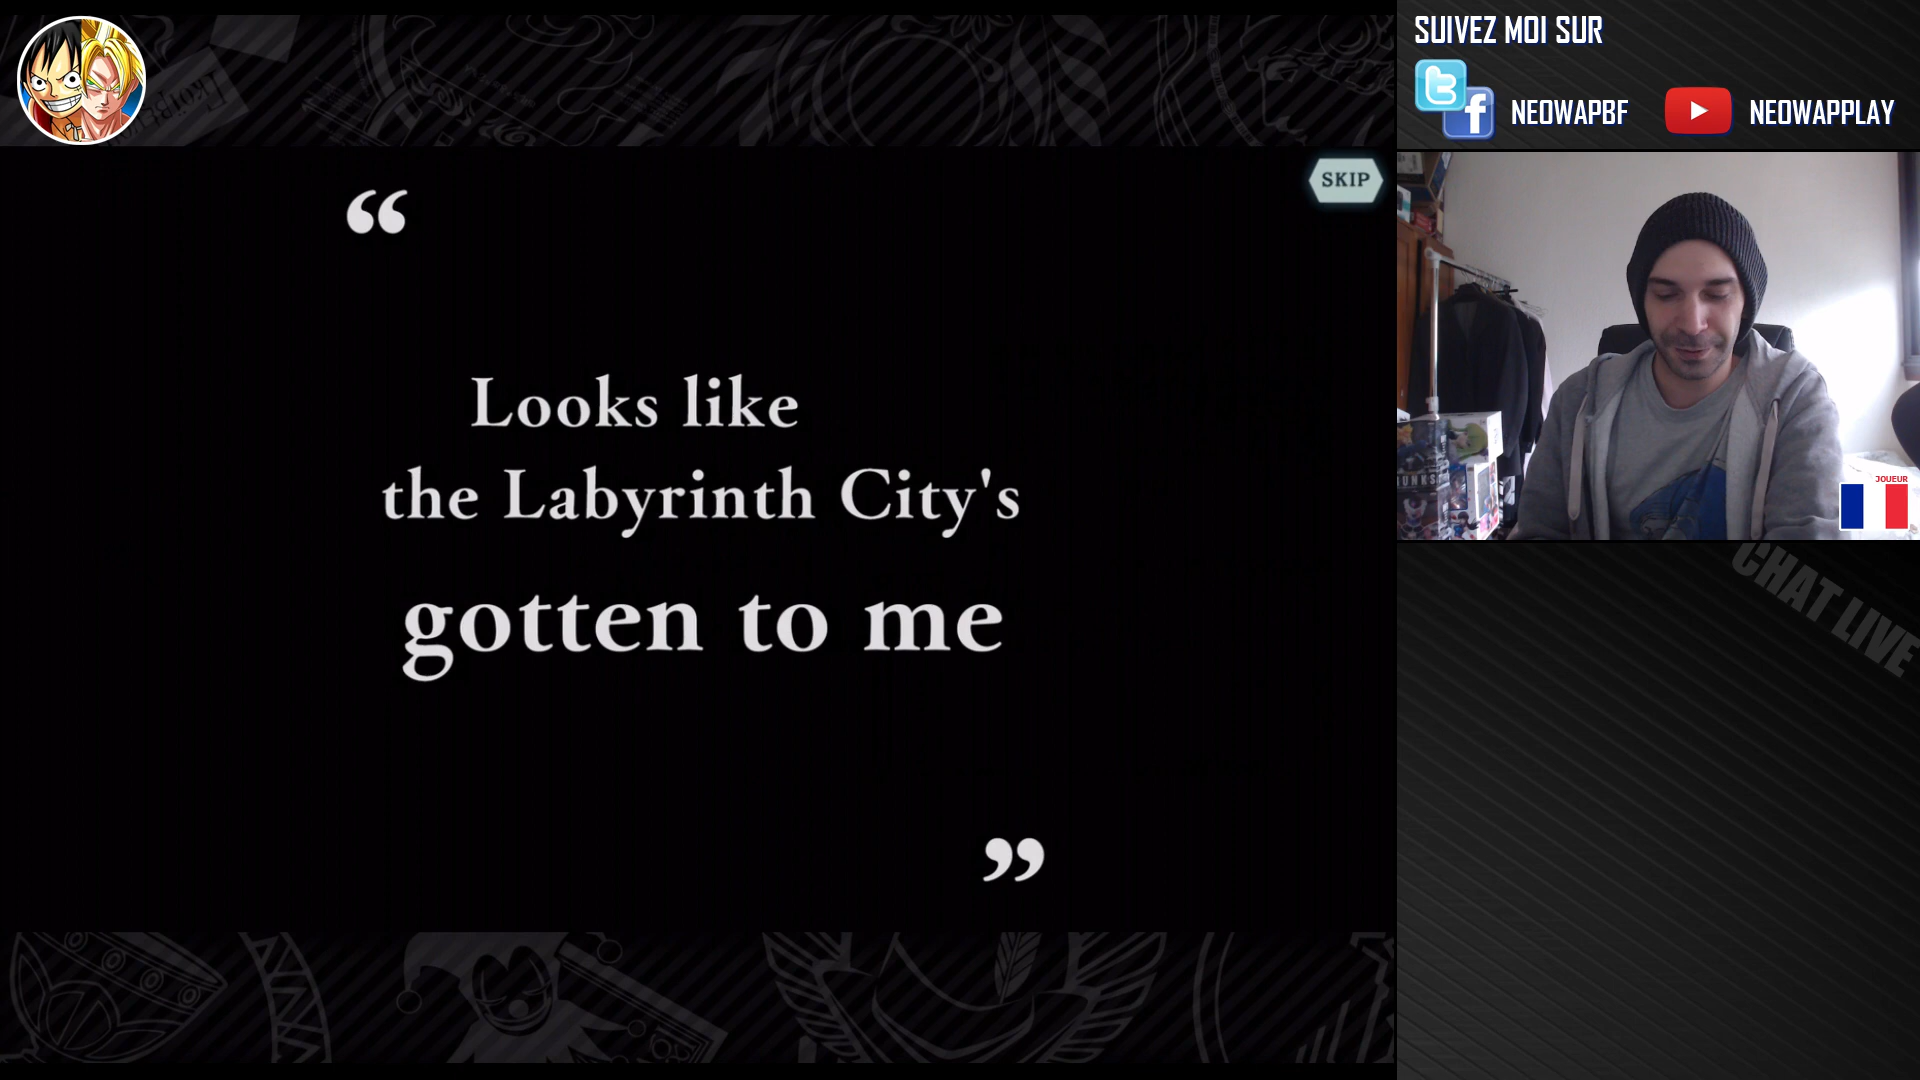 SUIVEZ MOI SUR
NEOWAPBF
NEOWAPPLAY
SKIP
“
Looks like
the Labyrinth City's
gotten to me
”
JOUEUR
CHAT LIVE